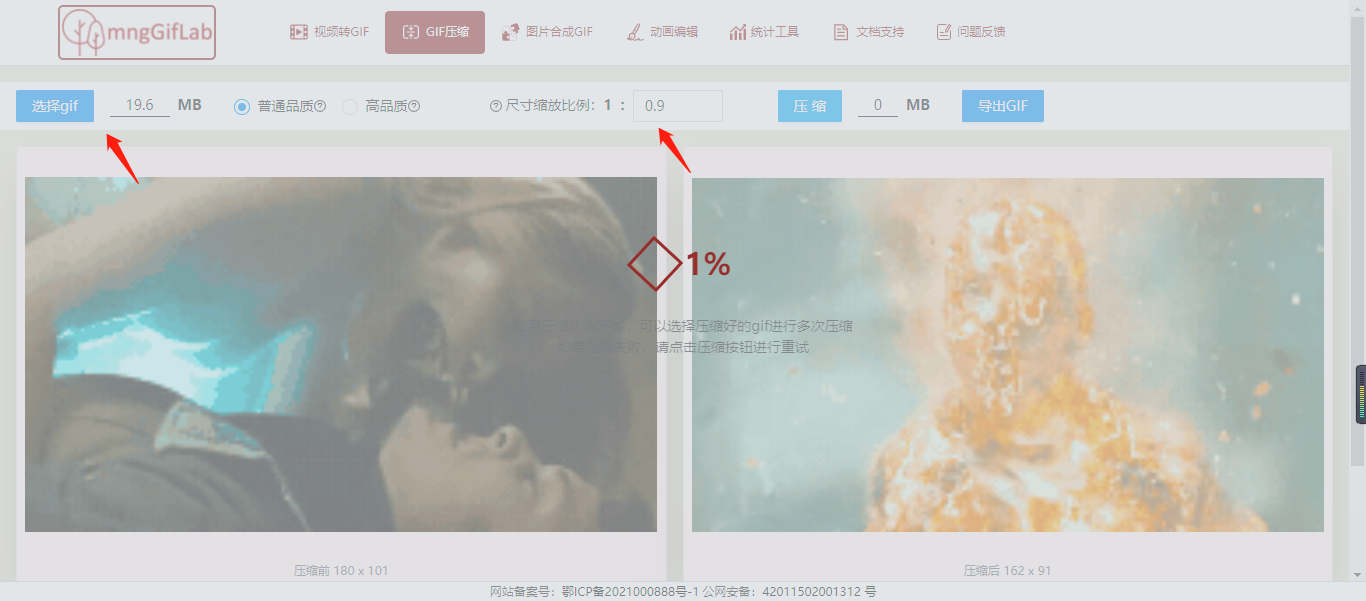 mngGifLab
视频转GIF
GIF压缩
图片合成GIF
动画编辑
统计工具
文档支持
问题反馈
选择gif 19.6 MB 普通品质? 高品质? ? 尺寸缩放比例：1 : 0.9 压 缩 0 MB 导出GIF
1%
可以选择压缩好的gif进行多次压缩
失败，请点击压缩按钮进行重试
压缩前 180 x 101
压缩后 162 x 91
网站备案号：鄂ICP备2021000888号-1 公网安备：42011502001312 号